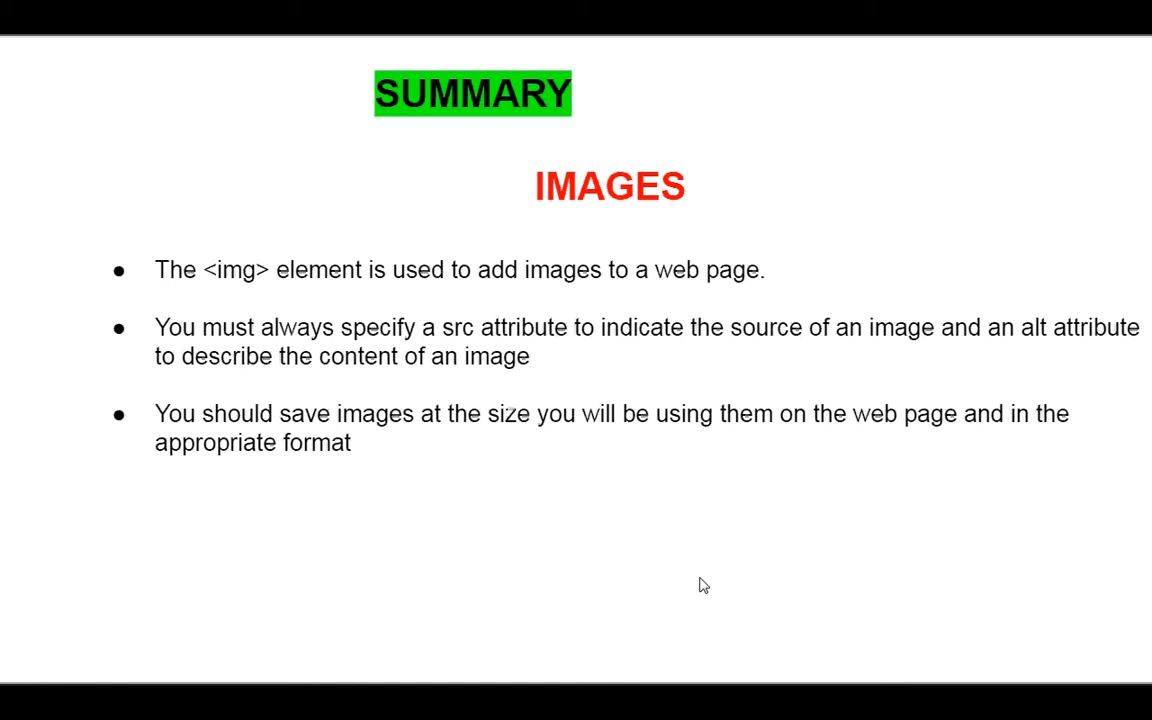 SUMMARY
IMAGES
● The <img> element is used to add images to a web page.
● You must always specify a src attribute to indicate the source of an image and an alt attribute
to describe the content of an image
● You should save images at the size you will be using them on the web page and in the
appropriate format